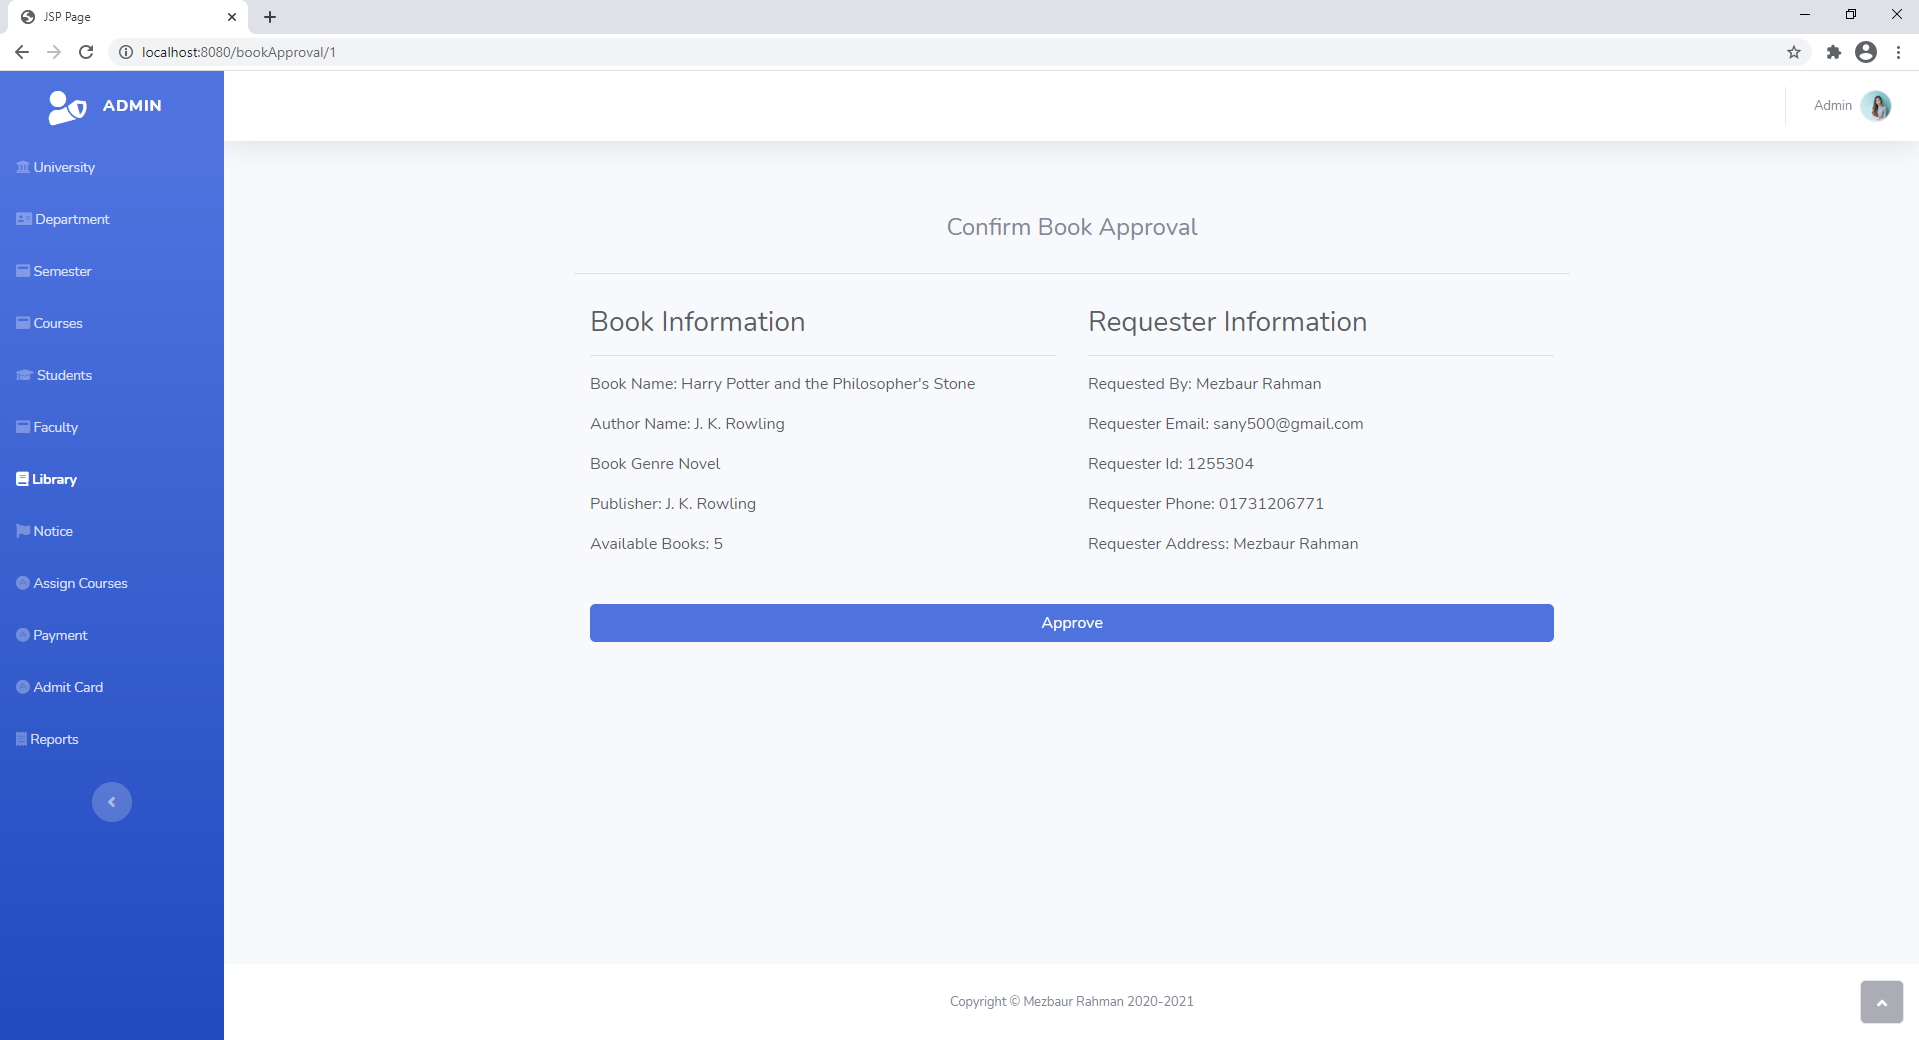 JSP Page
localhost:8080/bookApproval/1
ADMIN
Admin
University
Department
Semester
Courses
Students
Faculty
Library
Notice
Assign Courses
Payment
Admit Card
Reports
Confirm Book Approval
Book Information
Book Name: Harry Potter and the Philosopher's Stone
Author Name: J. K. Rowling
Book Genre Novel
Publisher: J. K. Rowling
Available Books: 5
Requester Information
Requested By: Mezbaur Rahman
Requester Email: sany500@gmail.com
Requester Id: 1255304
Requester Phone: 01731206771
Requester Address: Mezbaur Rahman
Approve
Copyright © Mezbaur Rahman 2020-2021